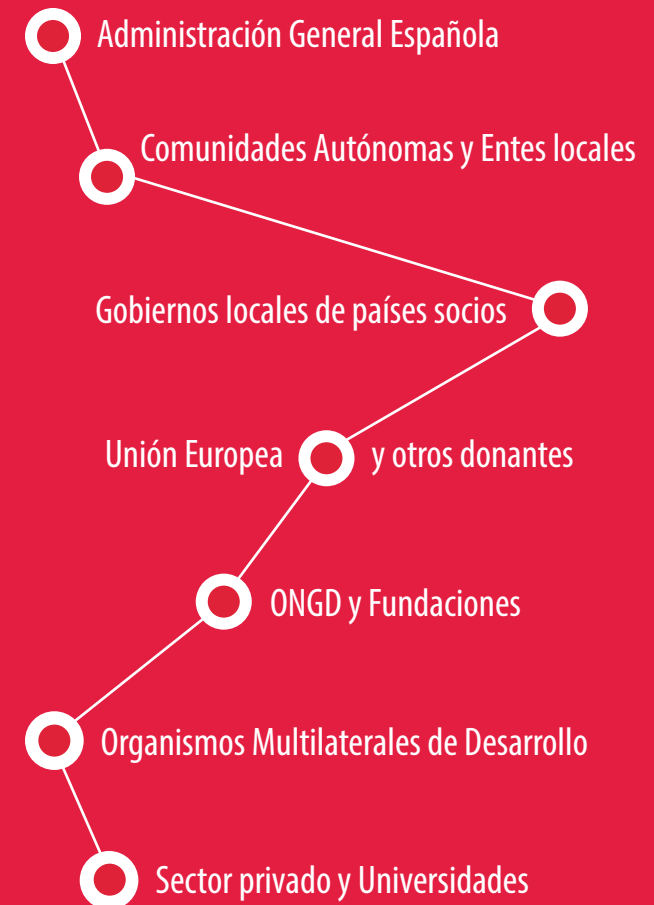 Administración General Española
Comunidades Autónomas y Entes locales
Gobiernos locales de países socios
Unión Europea y otros donantes
ONGD y Fundaciones
Organismos Multilaterales de Desarrollo
Sector privado y Universidades